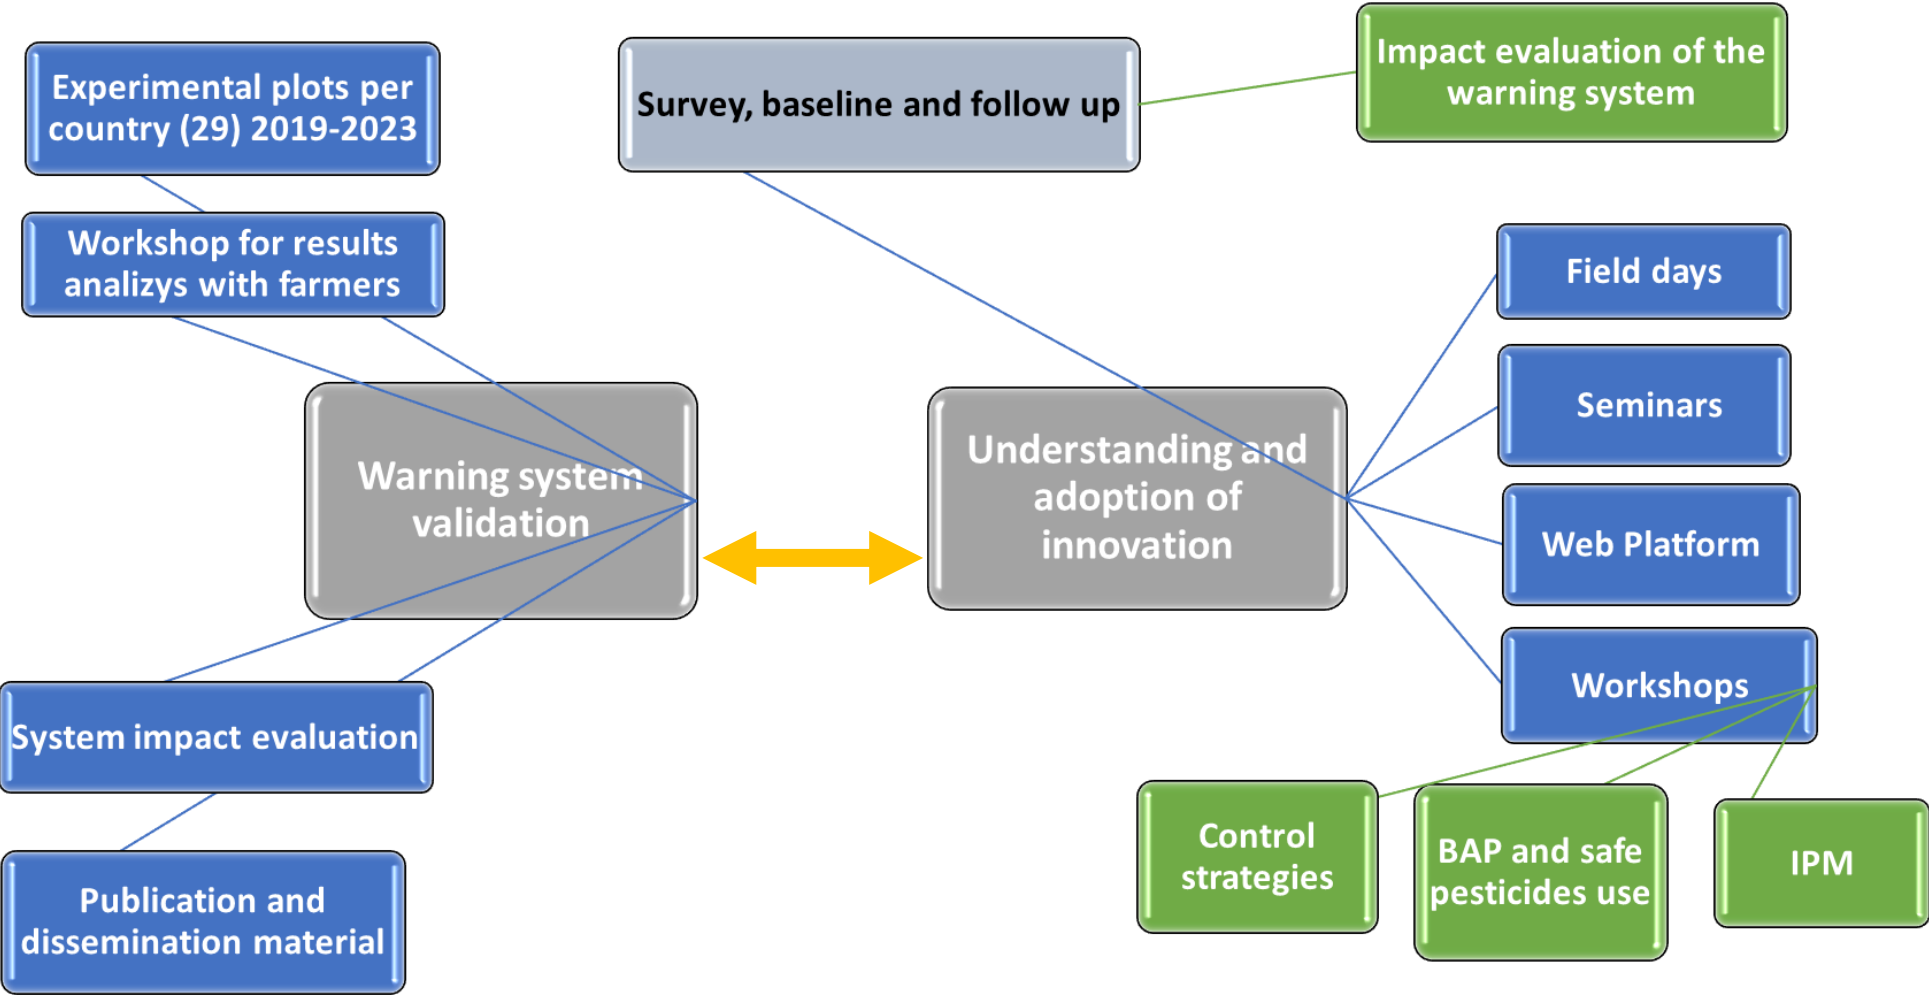 Experimental plots per
country (29) 2019-2023
Workshop for results
analizys with farmers
Warning system
validation
System impact evaluation
Publication and
dissemination material
Survey, baseline and follow up
Impact evaluation of the
warning system
Understanding and
adoption of
innovation
Field days
Seminars
Web Platform
Workshops
Control
strategies
BAP and safe
pesticides use
IPM